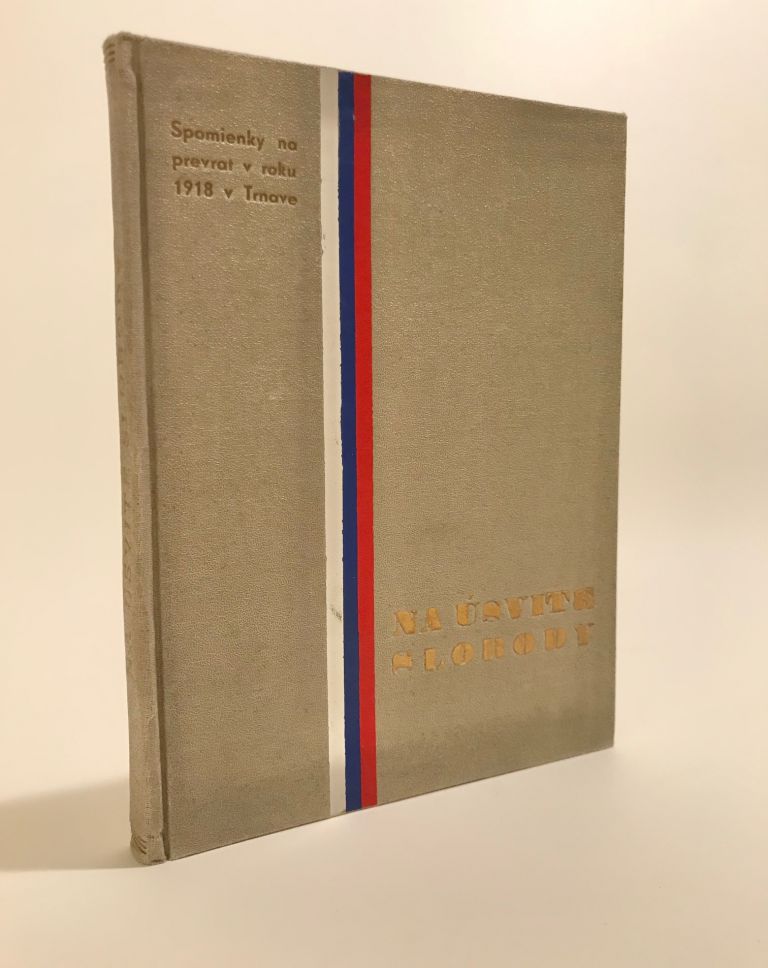 Spomienky na
prevrat v roku
1918 v Trnave
NA ÚSVITE
SLOBODY